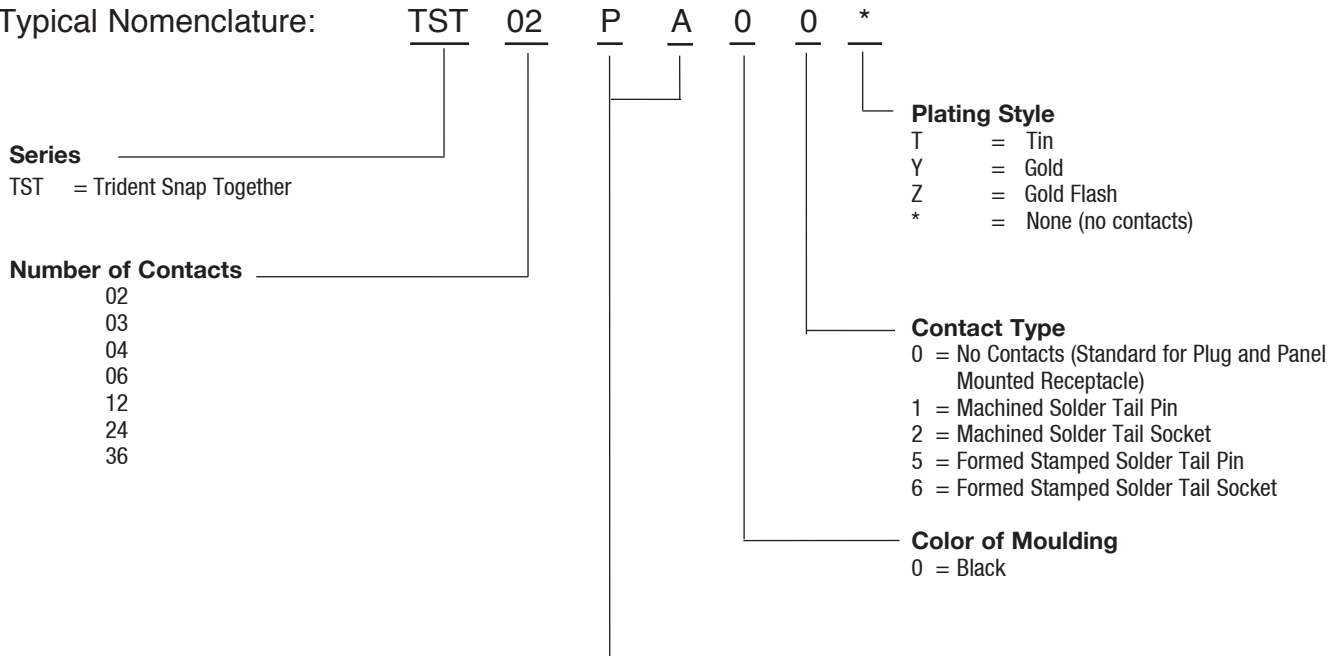 Typical Nomenclature: TST 02 P A 0 0 *
Series
TST = Trident Snap Together
Number of Contacts
02
03
04
06
12
24
36
Plating Style
T = Tin
Y = Gold
Z = Gold Flash
* = None (no contacts)
Contact Type
0 = No Contacts (Standard for Plug and Panel
Mounted Receptacle)
1 = Machined Solder Tail Pin
2 = Machined Solder Tail Socket
5 = Formed Stamped Solder Tail Pin
6 = Formed Stamped Solder Tail Socket
Color of Moulding
0 = Black